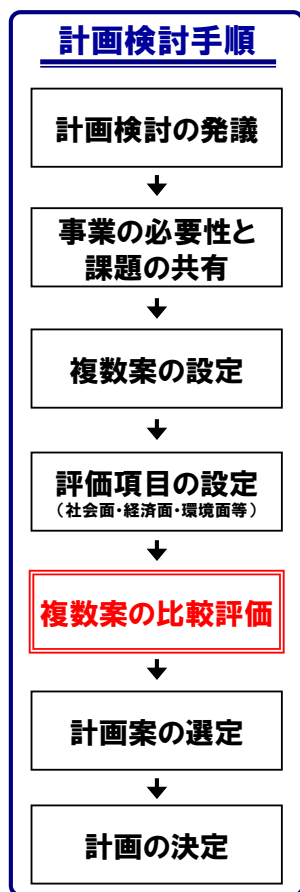 計画検討手順
計画検討の発議
事業の必要性と
課題の共有
複数案の設定
評価項目の設定
（社会面・経済面・環境面等）
複数案の比較評価
計画案の選定
計画の決定